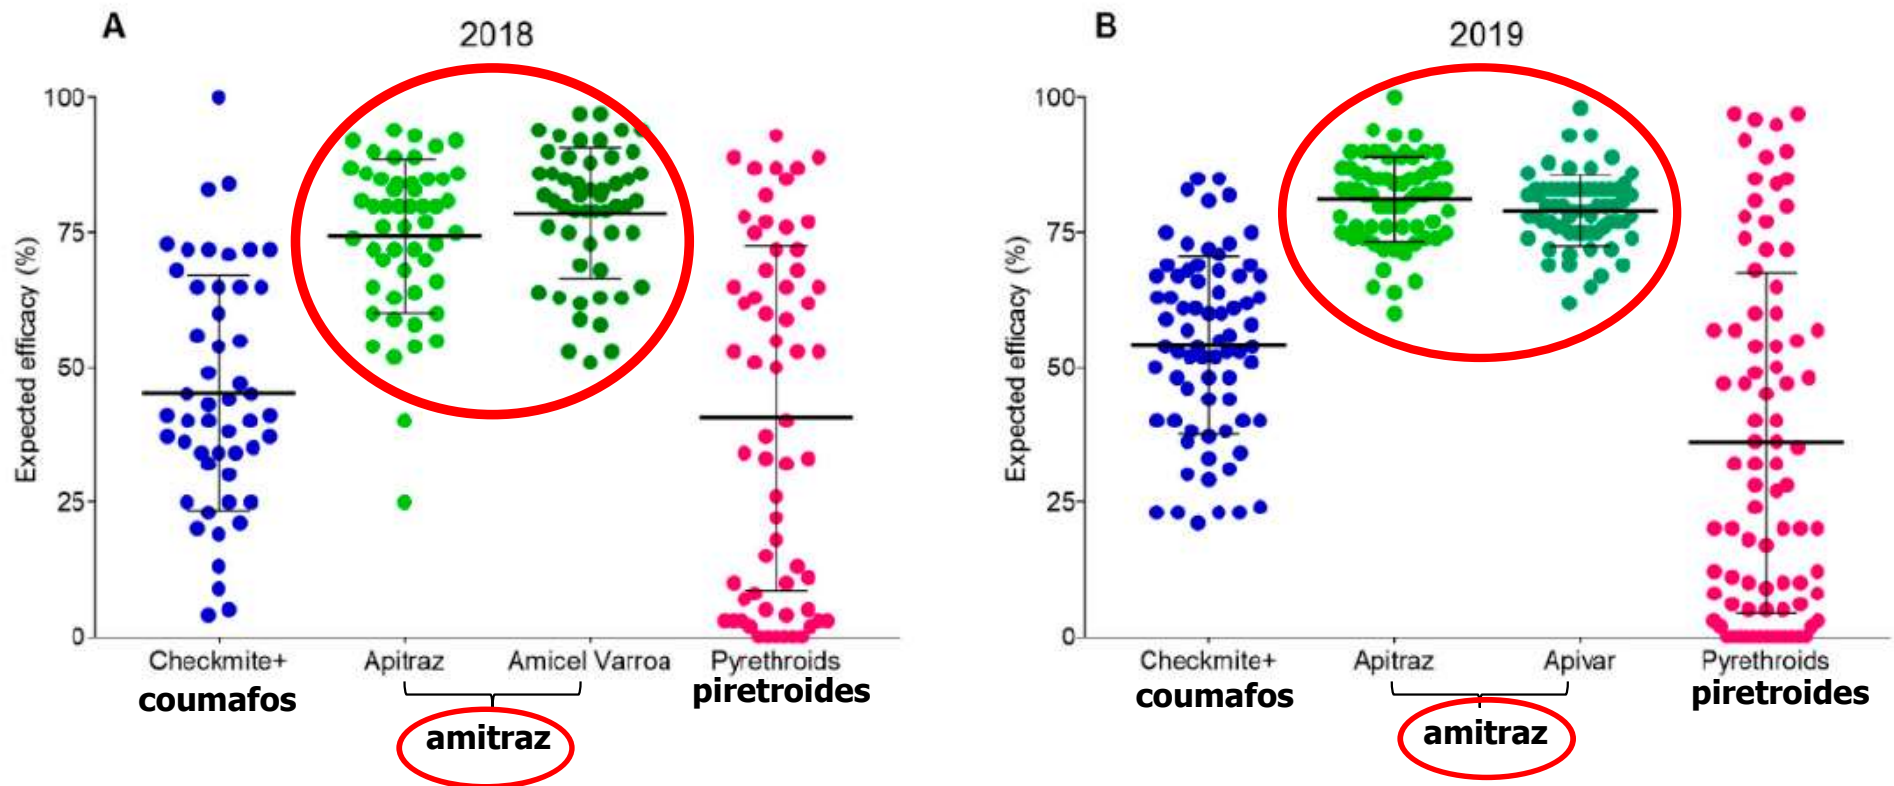 A
2018
Expected efficacy (%)
100
75
50
25
0
Checkmite+ Apitraz Amicel Varroa Pyrethroids
coumafos piretroides
amitraz
B
2019
Expected efficacy (%)
100
75
50
25
0
Checkmite+ Apitraz Apivar Pyrethroids
coumafos piretroides
amitraz